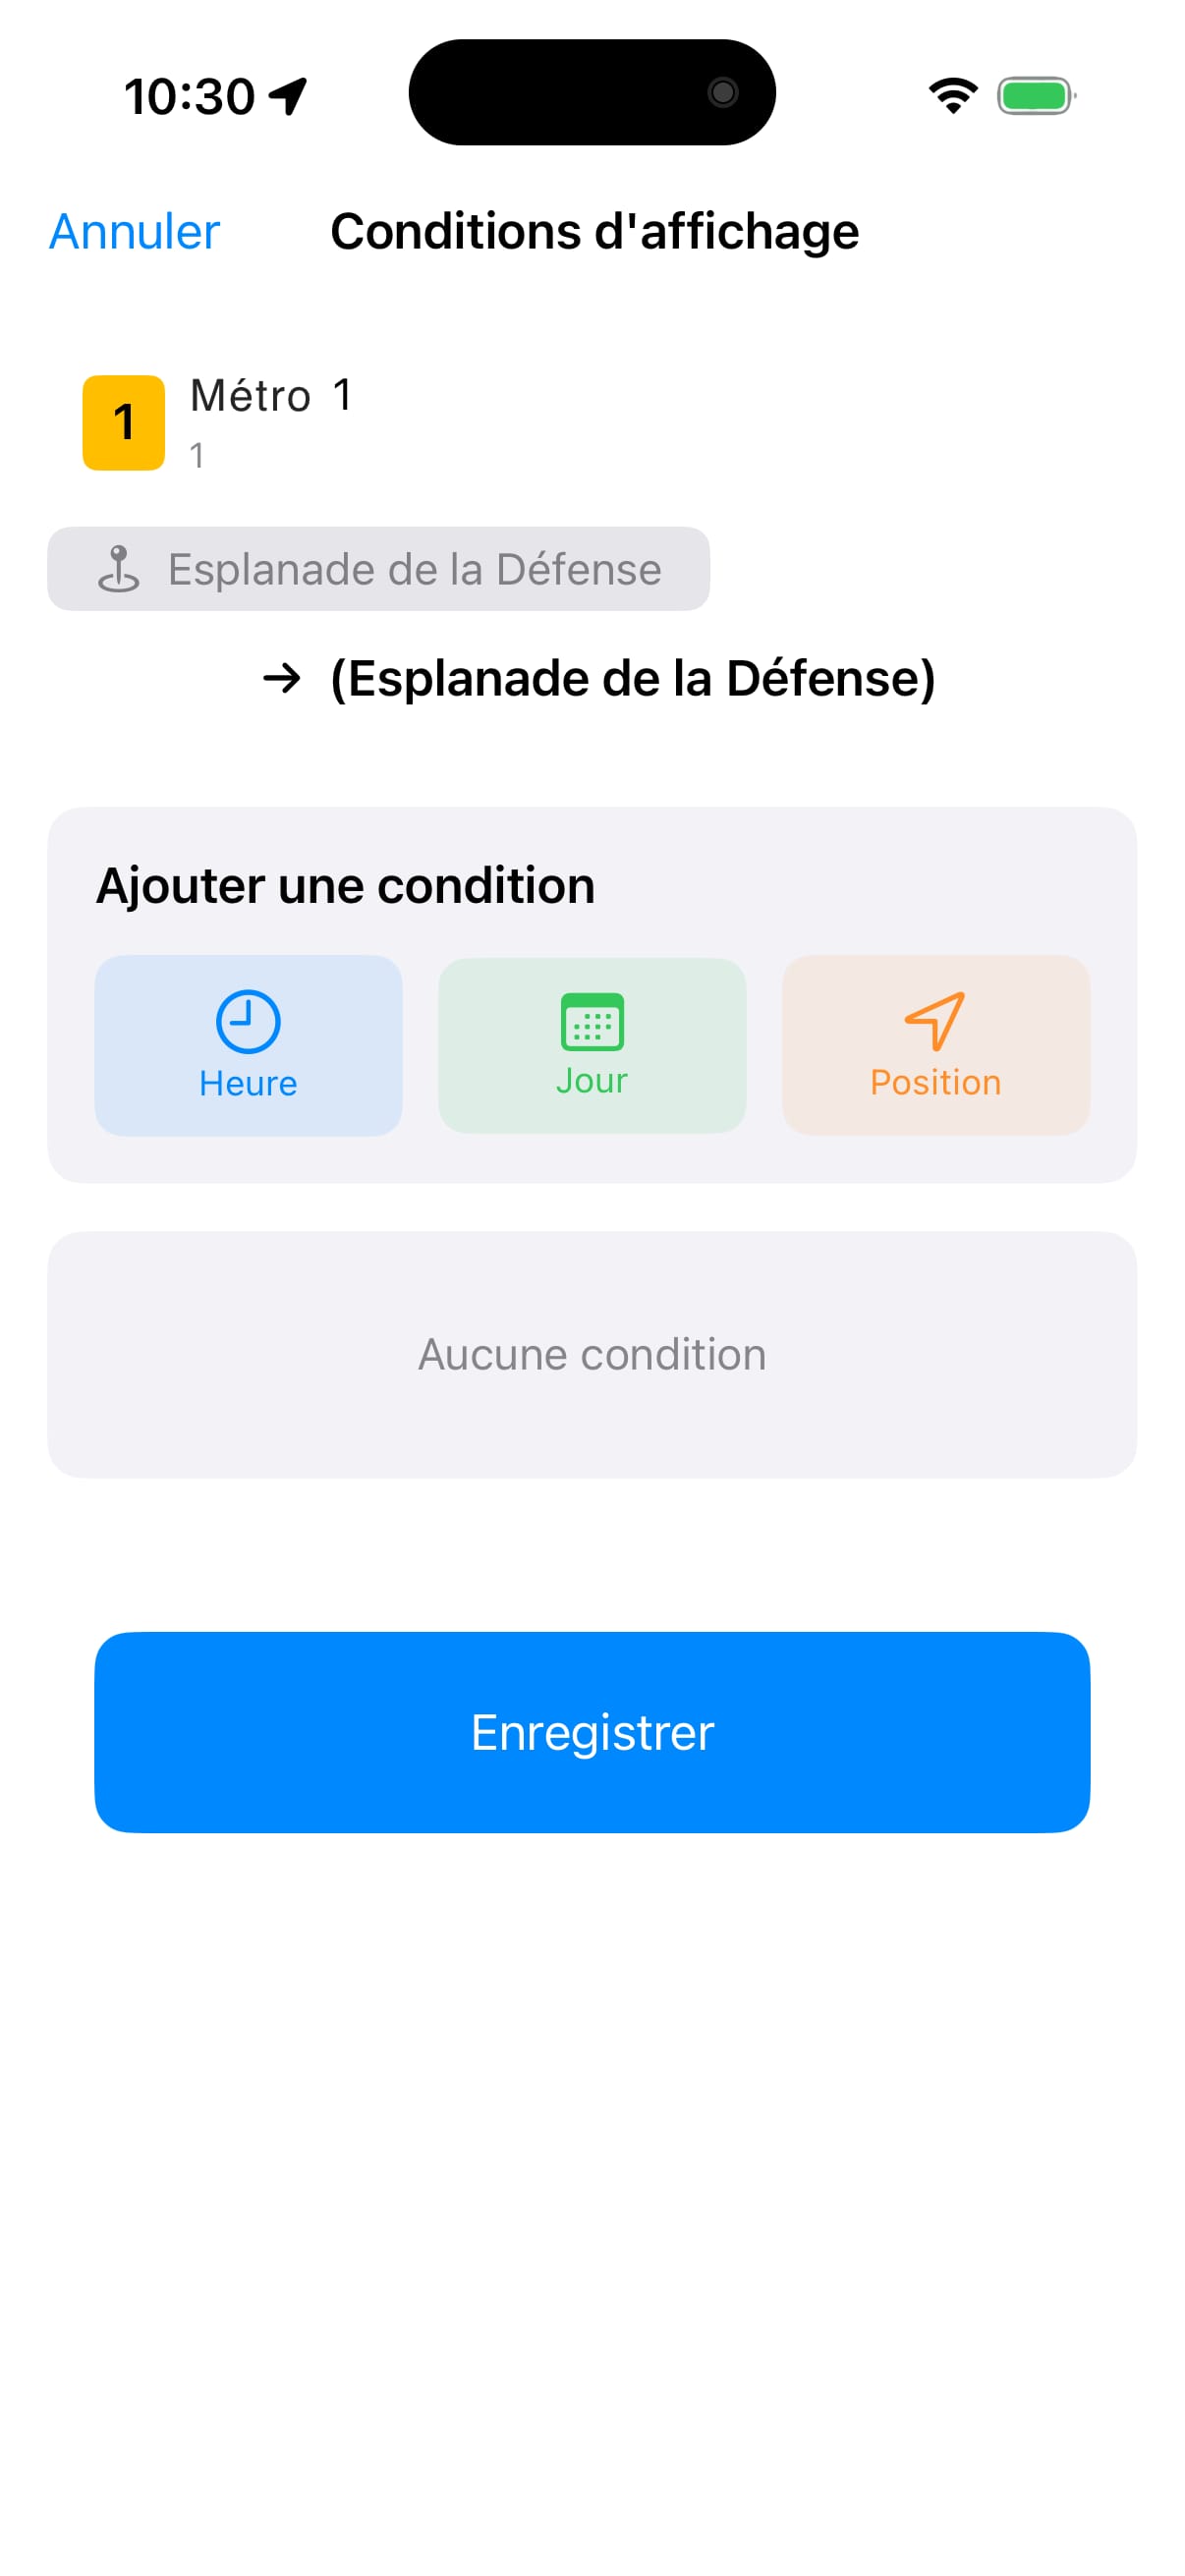 10:30
Annuler Conditions d'affichage
1 Métro 1
1
Esplanade de la Défense
→ (Esplanade de la Défense)
Ajouter une condition
Heure Jour Position
Aucune condition
Enregistrer